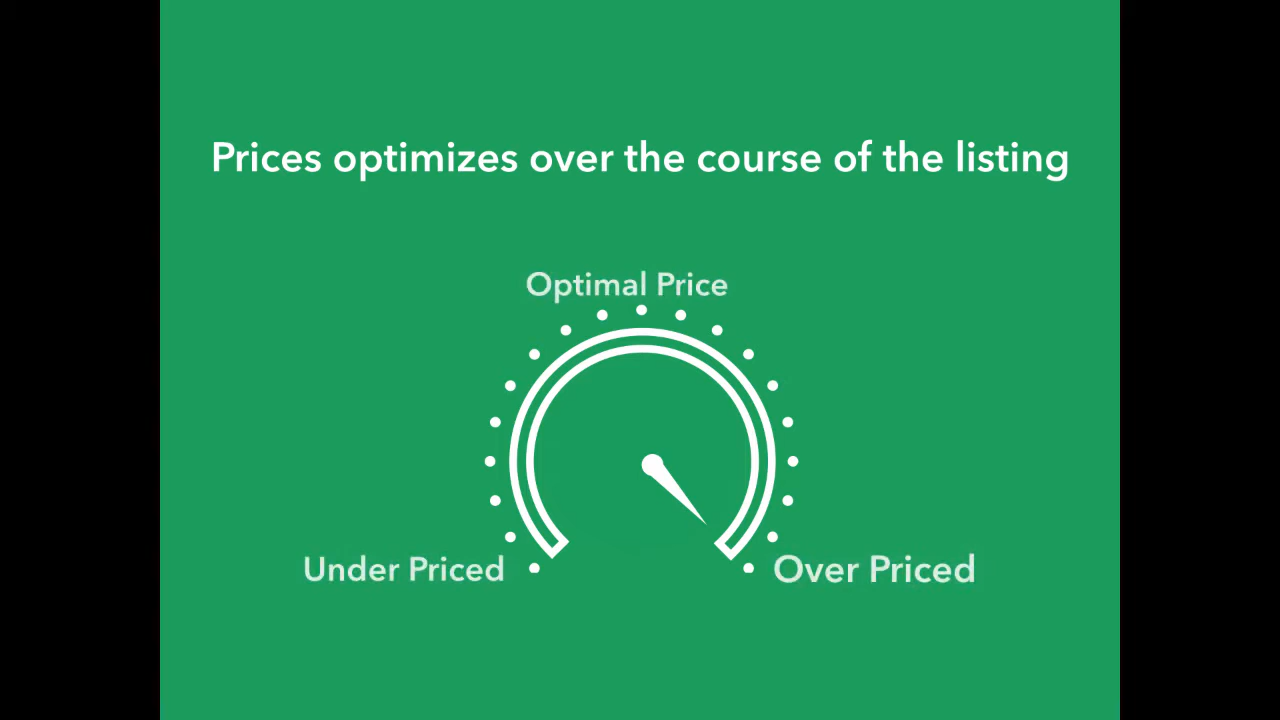 Prices optimizes over the course of the listing
Optimal Price
Under Priced
Over Priced